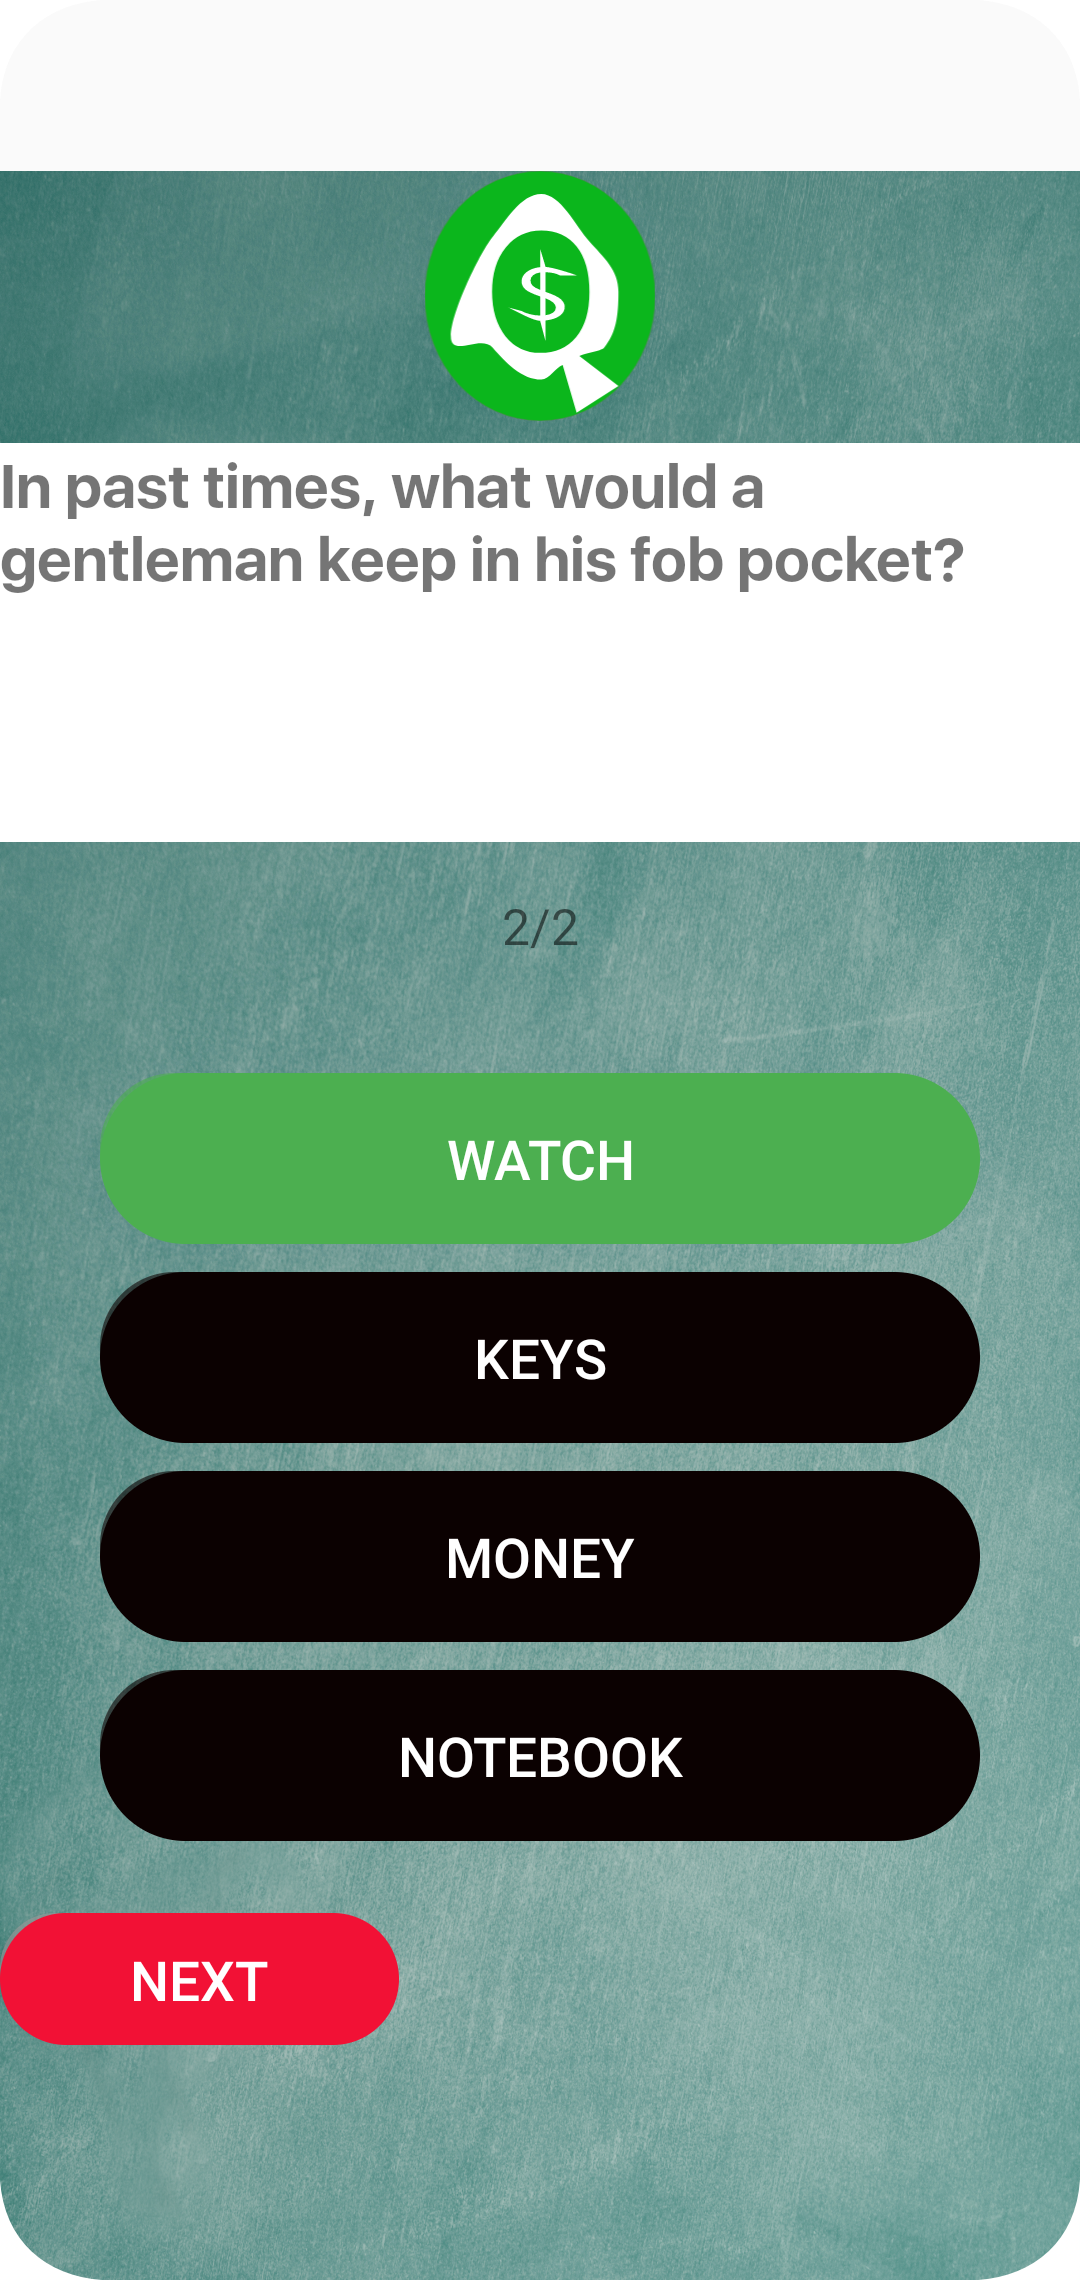 $
In past times, what would a
gentleman keep in his fob pocket?
2/2
WATCH
KEYS
MONEY
NOTEBOOK
NEXT